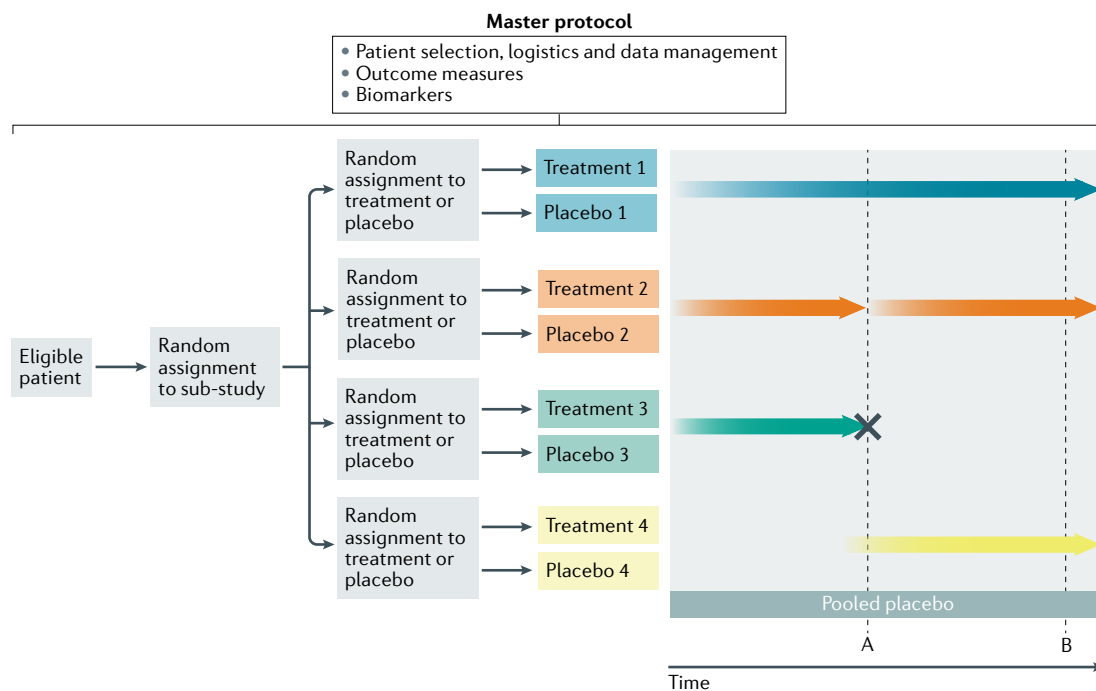 Master protocol
• Patient selection, logistics and data management
• Outcome measures
• Biomarkers
Eligible
patient
Random
assignment
to sub-study
Random
assignment to
treatment or
placebo
Treatment 1
Placebo 1
Random
assignment to
treatment or
placebo
Treatment 2
Placebo 2
Random
assignment to
treatment or
placebo
Treatment 3
Placebo 3
Random
assignment to
treatment or
placebo
Treatment 4
Placebo 4
Pooled placebo
A
B
Time